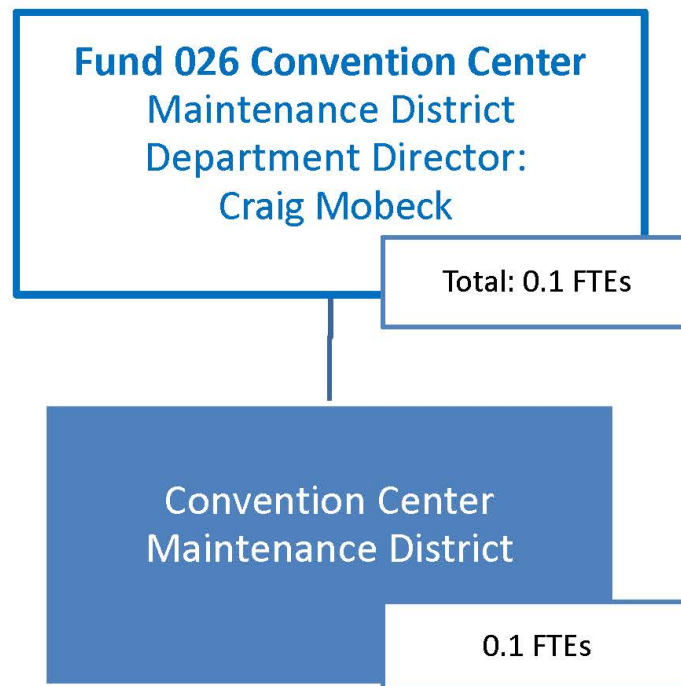 Fund 026 Convention Center
Maintenance District
Department Director:
Craig Mobeck
Total: 0.1 FTEs
Convention Center
Maintenance District
0.1 FTEs